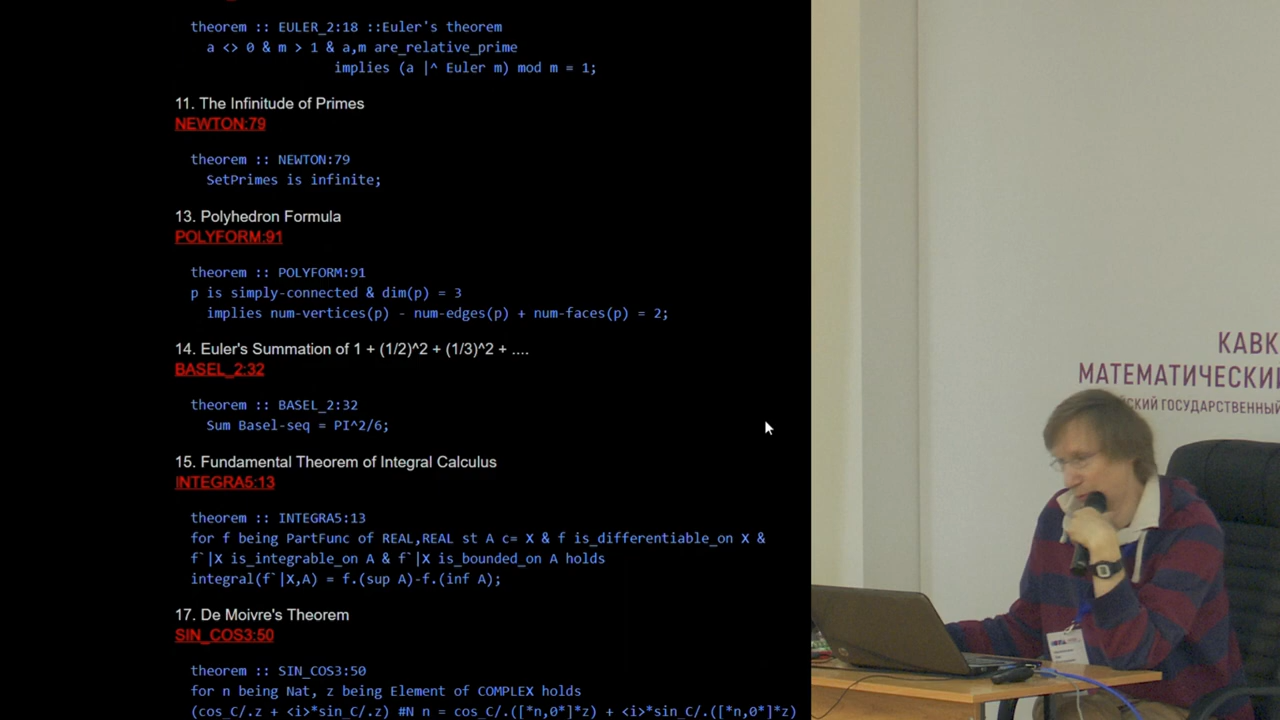 theorem :: EULER_2:18 ::Euler's theorem
a <> 0 & m > 1 & a,m are_relative_prime
implies (a |^ Euler m) mod m = 1;
11. The Infinitude of Primes
NEWTON:79
theorem :: NEWTON:79
SetPrimes is infinite;
13. Polyhedron Formula
POLYFORM:91
theorem :: POLYFORM:91
p is simply-connected & dim(p) = 3
implies num-vertices(p) - num-edges(p) + num-faces(p) = 2;
14. Euler's Summation of 1 + (1/2)^2 + (1/3)^2 + ....
BASEL_2:32
theorem :: BASEL_2:32
Sum Basel-seq = PI^2/6;
15. Fundamental Theorem of Integral Calculus
INTEGRA5:13
theorem :: INTEGRA5:13
for f being PartFunc of REAL,REAL st A c= X & f is_differentiable_on X &
f`|X is_integrable_on A & f`|X is_bounded_on A holds
integral(f`|X,A) = f.(sup A)-f.(inf A);
17. De Moivre's Theorem
SIN_COS3:50
theorem :: SIN_COS3:50
for n being Nat, z being Element of COMPLEX holds
(cos_C/.z + <i>*sin_C/.z) #N n = cos_C/.([*n,0*]*z) + <i>*sin_C/.([*n,0*]*z)
КАВК
МАТЕМАТИЧЕСКИ
ЙСКИЙ ГОСУДАРСТВЕННЫЙ